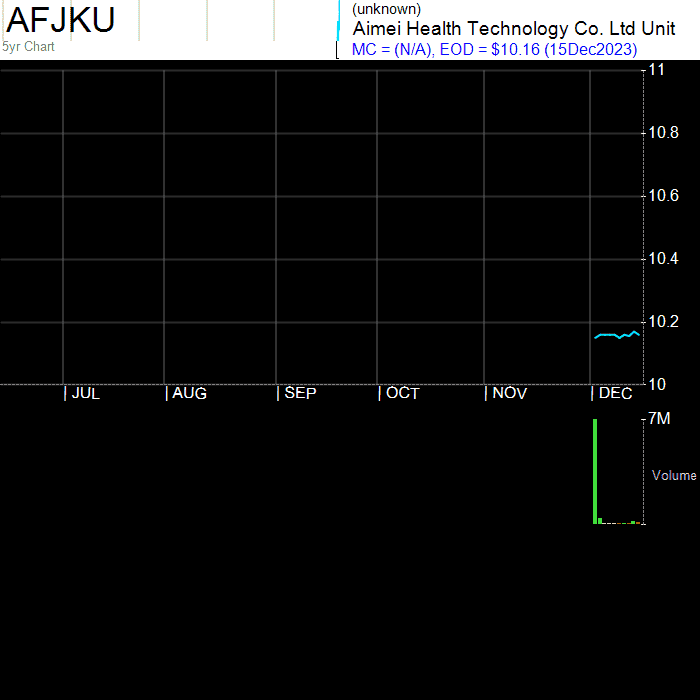 AFJKU
5yr Chart
(unknown)
Aimei Health Technology Co. Ltd Unit
MC = (N/A), EOD = $10.16 (15Dec2023)
11
10.8
10.6
10.4
10.2
10
JUL AUG SEP OCT NOV DEC
7M
Volume